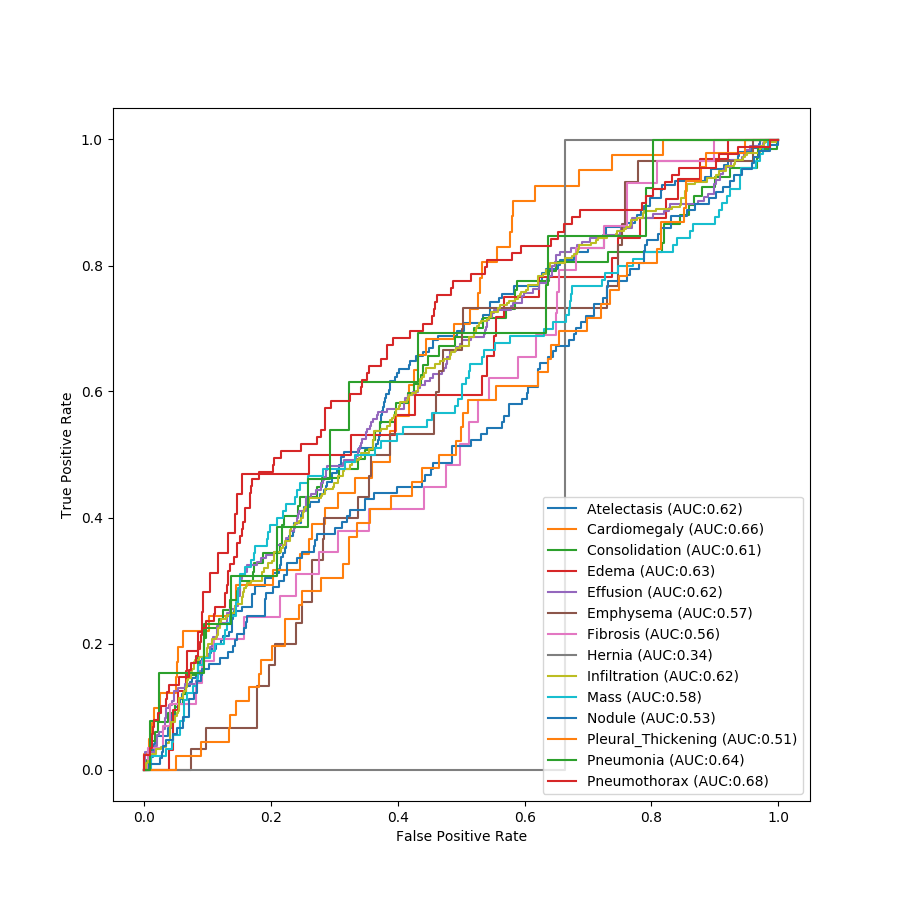 1.0
0.8
0.6
0.4
0.2
0.0
True Positive Rate
Atelectasis (AUC:0.62)
Cardiomegaly (AUC:0.66)
Consolidation (AUC:0.61)
Edema (AUC:0.63)
Effusion (AUC:0.62)
Emphysema (AUC:0.57)
Fibrosis (AUC:0.56)
Hernia (AUC:0.34)
Infiltration (AUC:0.62)
Mass (AUC:0.58)
Nodule (AUC:0.53)
Pleural_Thickening (AUC:0.51)
Pneumonia (AUC:0.64)
Pneumothorax (AUC:0.68)
0.0 0.2 0.4 0.6 0.8 1.0
False Positive Rate